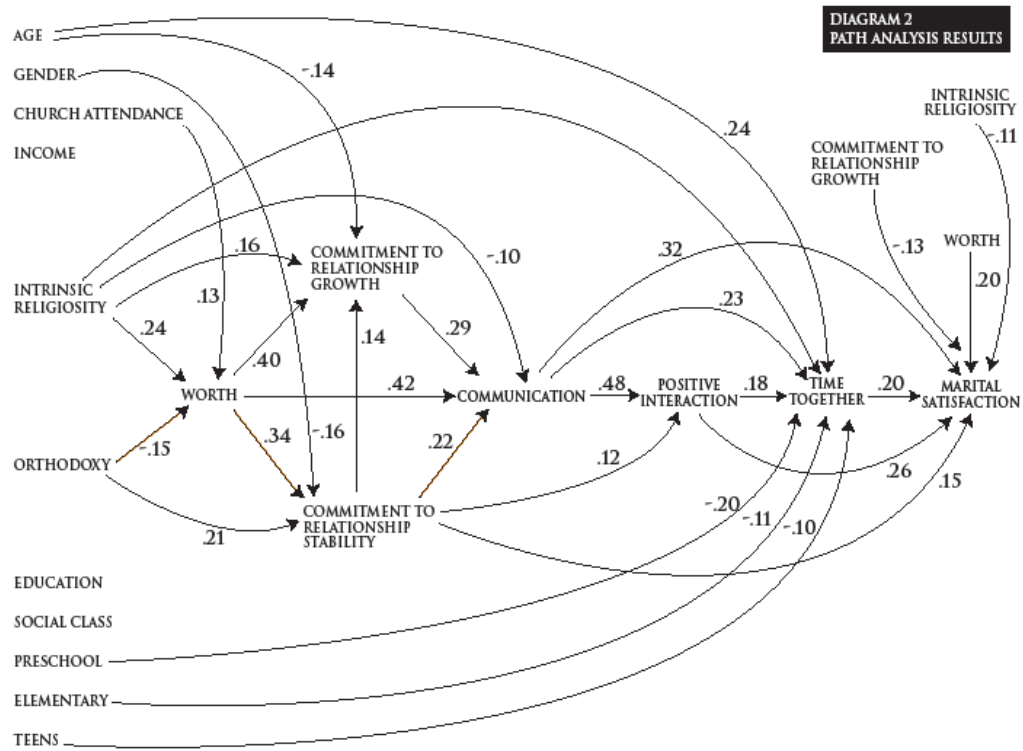 DIAGRAM 2
PATH ANALYSIS RESULTS
AGE
GENDER
CHURCH ATTENDANCE
INCOME
INTRINSIC
RELIGIOSITY
ORTHODOXY
EDUCATION
SOCIAL CLASS
PRESCHOOL
ELEMENTARY
TEENS
-.14
.24
.16
.13
.24
.40
.14
.29
-.10
.42
.34
-.16
-.15
.21
.22
.12
.48
.32
.23
.18
.20
-.20
-.11
-.10
.26
.15
WORTH
COMMITMENT TO
RELATIONSHIP
GROWTH
COMMITMENT TO
RELATIONSHIP
STABILITY
COMMUNICATION
POSITIVE
INTERACTION
TIME
TOGETHER
MARITAL
SATISFACTION
INTRINSIC
RELIGIOSITY
-.11
COMMITMENT TO
RELATIONSHIP
GROWTH
-.13
WORTH
.20